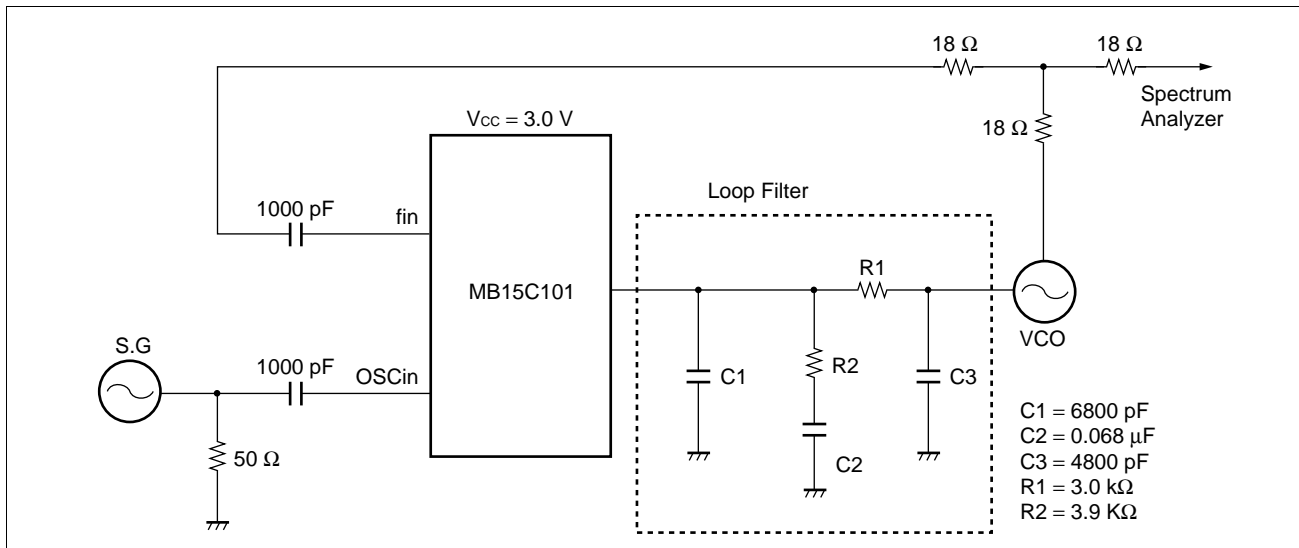 18 Ω
18 Ω
Spectrum
Analyzer
18 Ω
VCC = 3.0 V
Loop Filter
1000 pF
fin
R1
MB15C101
VCO
S.G
1000 pF
OSCin
C1
R2
C3
50 Ω
C2
C1 = 6800 pF
C2 = 0.068 µF
C3 = 4800 pF
R1 = 3.0 kΩ
R2 = 3.9 KΩ